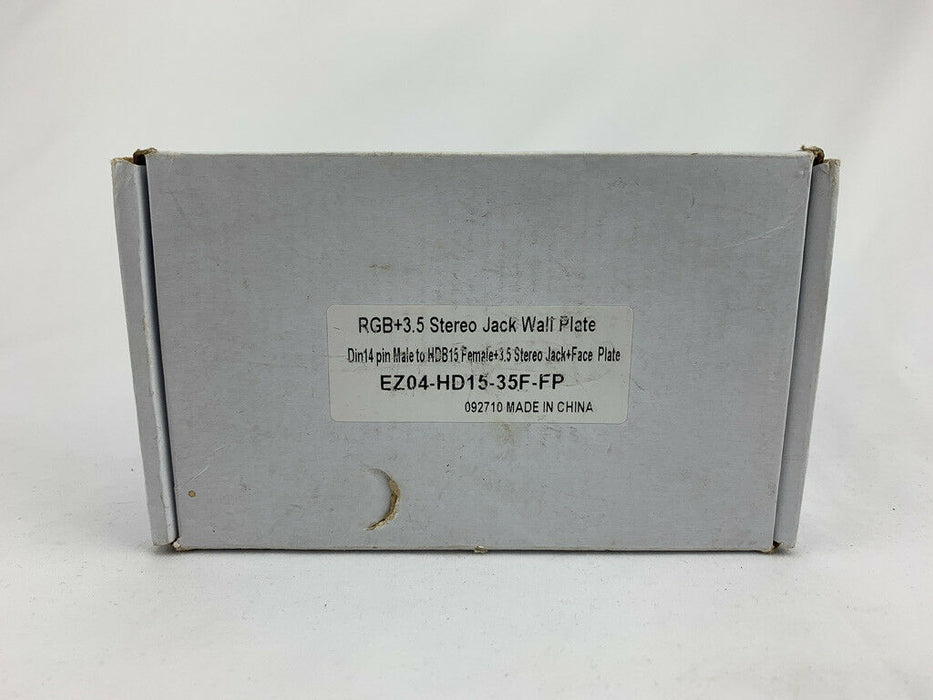 RGB+3.5 Stereo Jack Wall Plate
Din14 pin Male to HDB15 Female+3.5 Stereo Jack+Face Plate
EZ04-HD15-35F-FP
092710 MADE IN CHINA